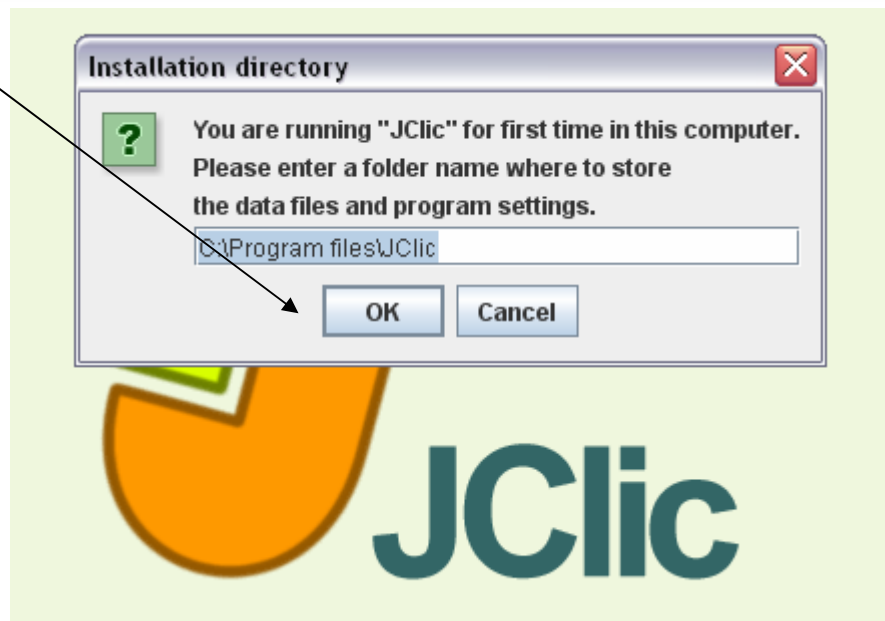 Installation directory
?
You are running "JClic" for first time in this computer.
Please enter a folder name where to store
the data files and program settings.
C:\Program files\JClic
OK Cancel
JClic